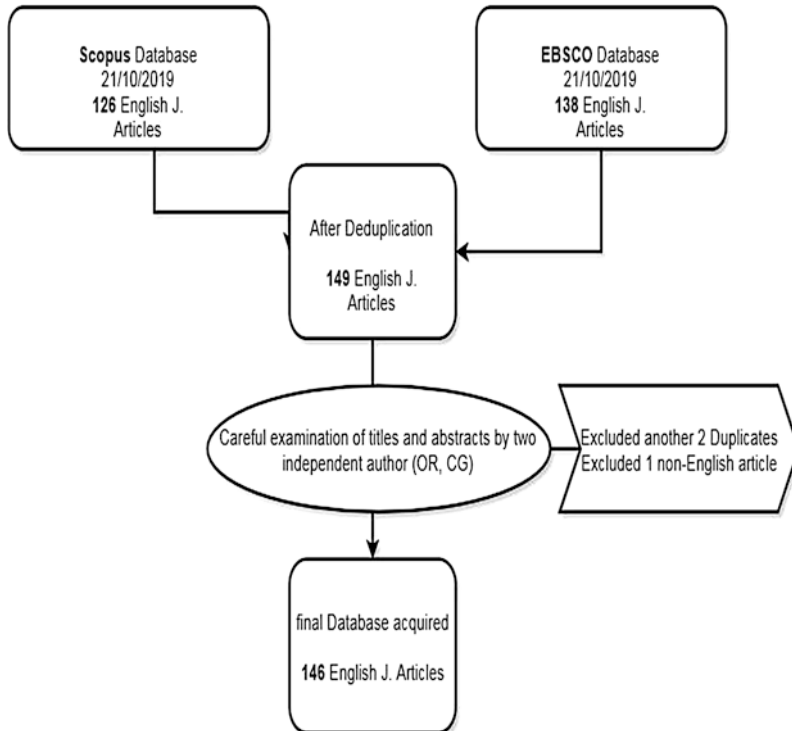 Scopus Database
21/10/2019
126 English J.
Articles
EBSCO Database
21/10/2019
138 English J.
Articles
After Deduplication
149 English J.
Articles
Careful examination of titles and abstracts by two
independent author (OR, CG)
Excluded another 2 Duplicates
Excluded 1 non-English article
final Database acquired
146 English J. Articles